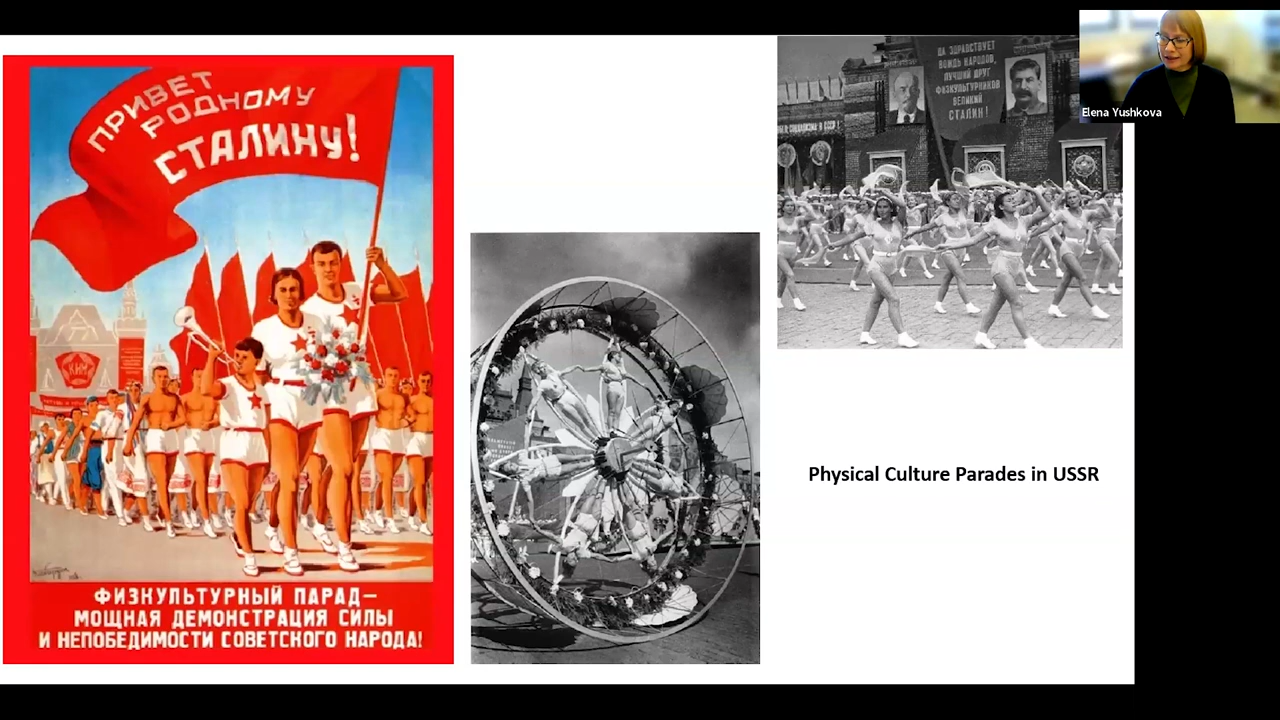 ПРИВЕТ
РОДНОМУ
СТАЛИНУ!
КИМ
ФИЗКУЛЬТУРНЫЙ ПАРАД—
МОЩНАЯ ДЕМОНСТРАЦИЯ СИЛЫ
И НЕПОБЕДИМОСТИ СОВЕТСКОГО НАРОДА!
ДА ЗДРАВСТВУЕТ
ВОЖДЬ НАРОДОВ,
ЛУЧШИЙ ДРУГ
ФИЗКУЛЬТУРНИКОВ
ВЕЛИКИЙ
СТАЛИН!
Physical Culture Parades in USSR
Elena Yushkova